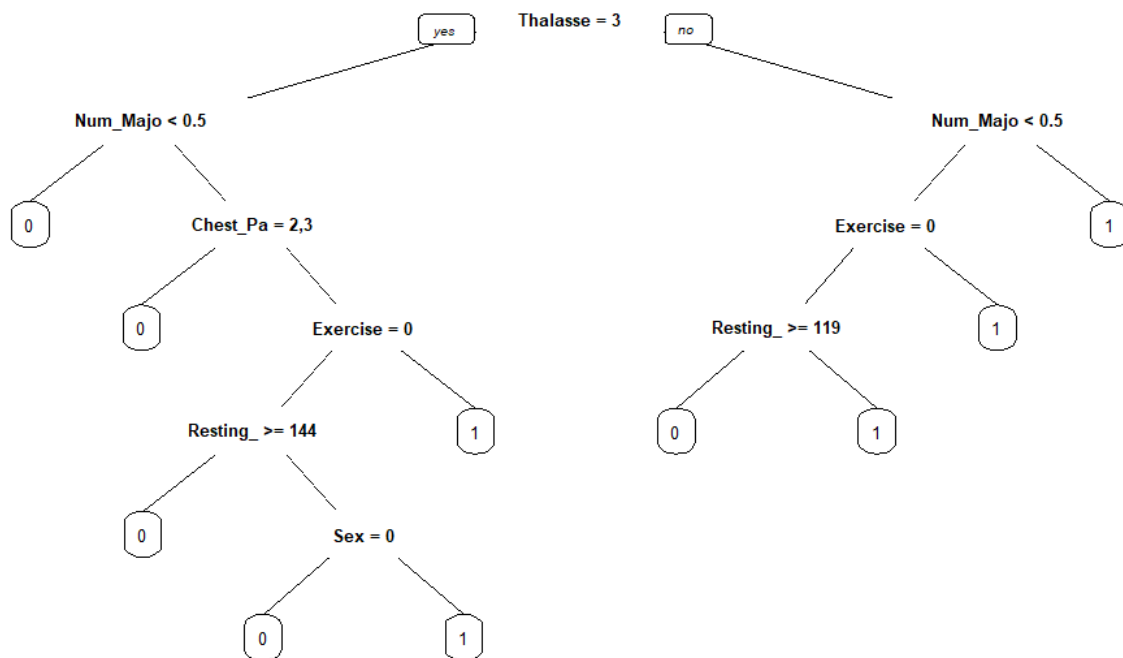 yes
Thalasse = 3
no
Num_Majo < 0.5
Num_Majo < 0.5
0
Chest_Pa = 2,3
Exercise = 0
1
0
Exercise = 0
Resting_ >= 119
1
Resting_ >= 144
1
0
1
0
Sex = 0
0
1